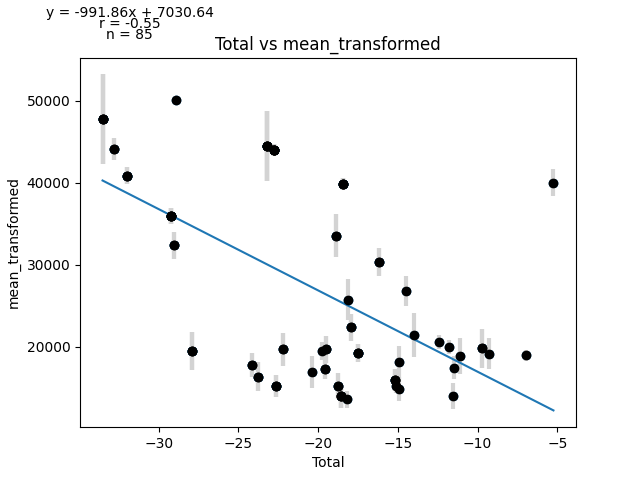 y = -991.86x + 7030.64
r = -0.55
n = 85
Total vs mean_transformed
mean_transformed
50000
40000
30000
20000
−30
−25
−20
−15
−10
−5
Total